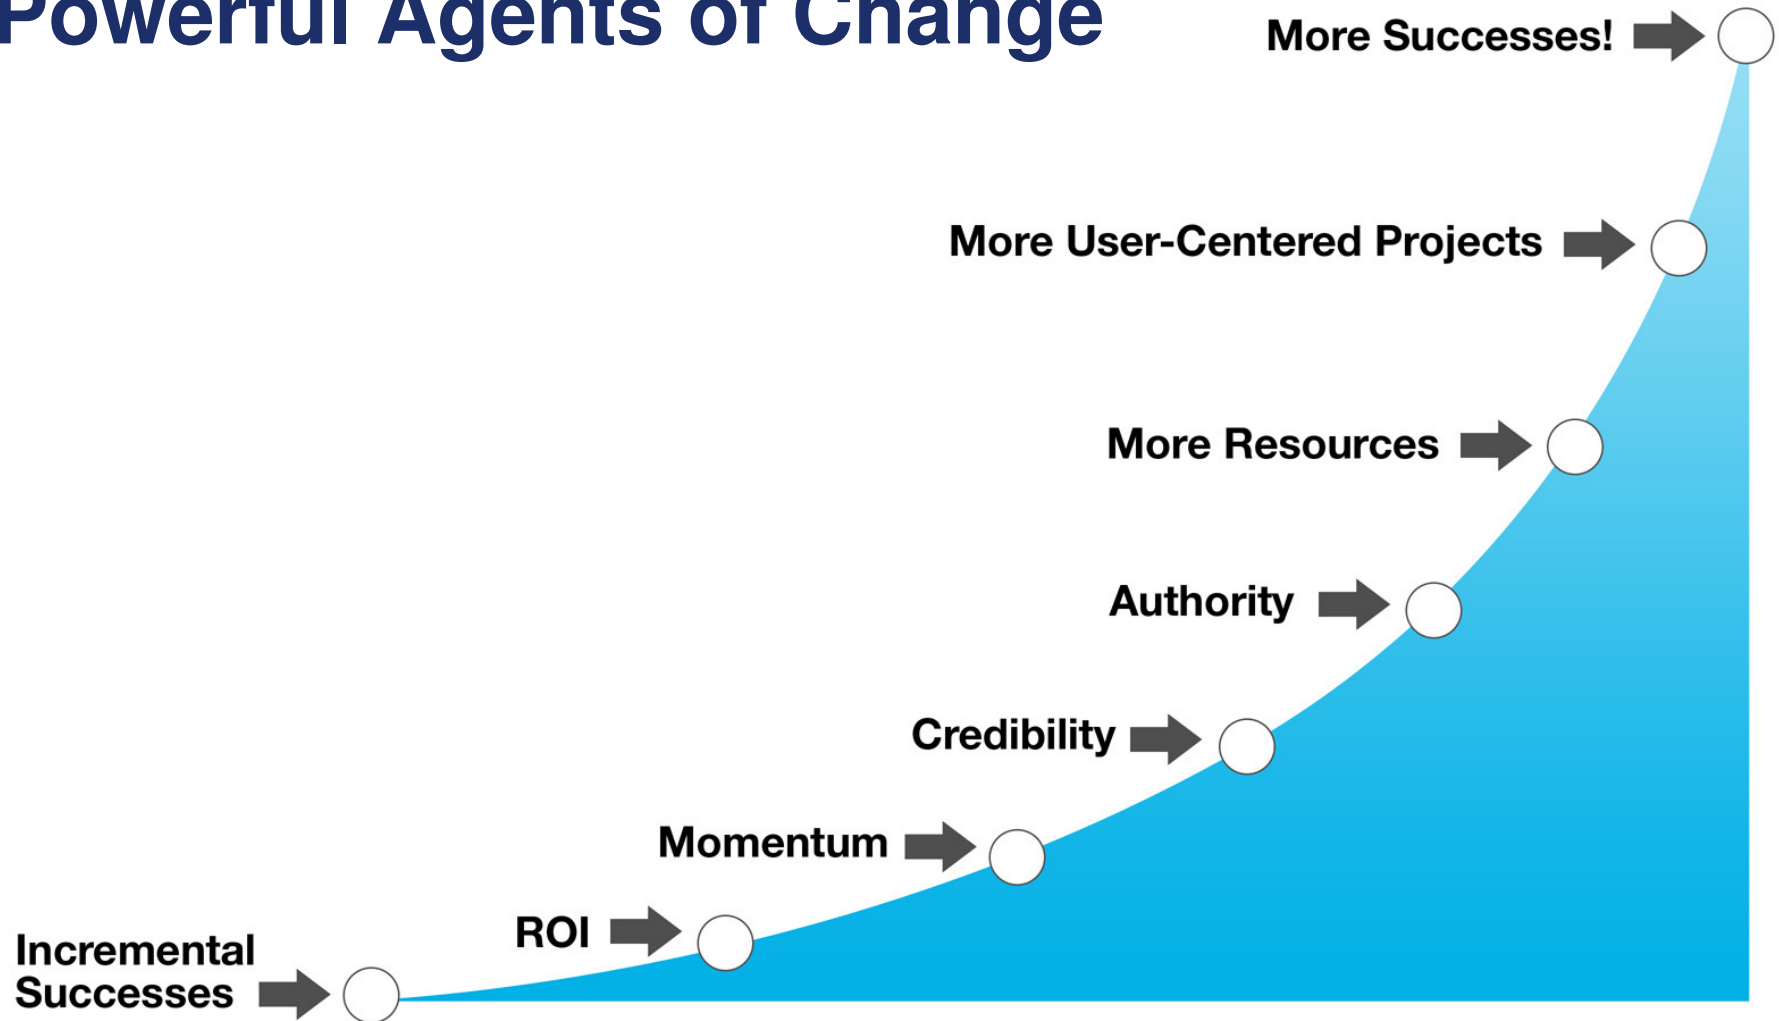 Powerful Agents of Change
More Successes!
More User-Centered Projects
More Resources
Authority
Credibility
Momentum
ROI
Incremental
Successes